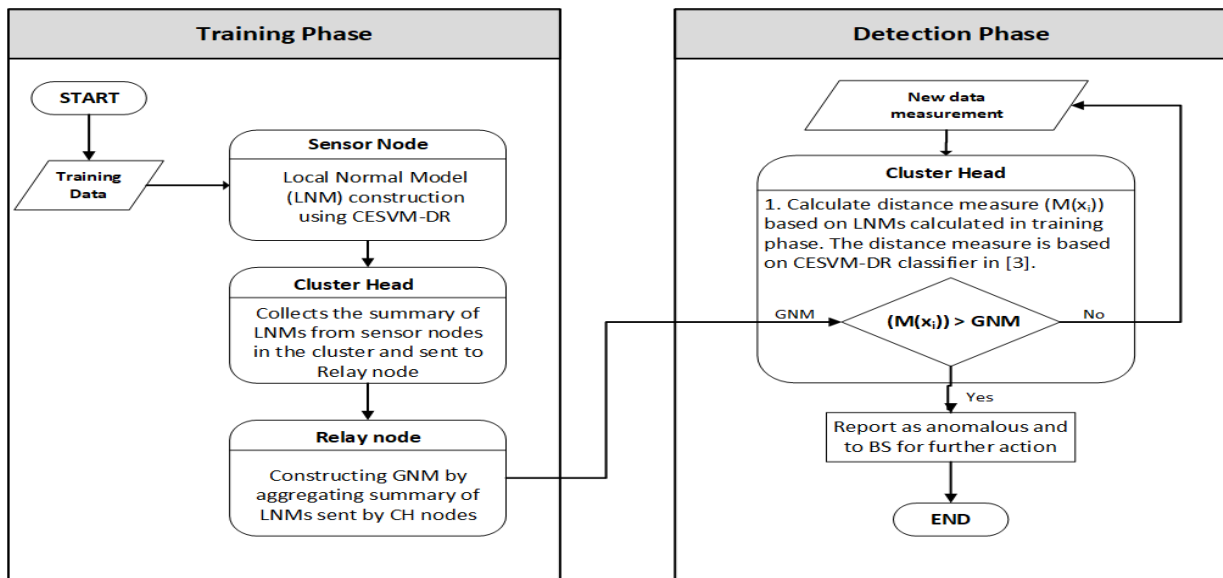 Training Phase
START
Training
Data
Sensor Node
Local Normal Model
(LNM) construction
using CESVM-DR
Cluster Head
Collects the summary of
LNMs from sensor nodes
in the cluster and sent to
Relay node
Relay node
Constructing GNM by
aggregating summary of
LNMs sent by CH nodes
Detection Phase
New data
measurement
Cluster Head
1. Calculate distance measure (M(xᵢ))
based on LNMs calculated in training
phase. The distance measure is based
on CESVM-DR classifier in [3].
GNM
(M(xᵢ)) > GNM
No
Yes
Report as anomalous and
to BS for further action
END